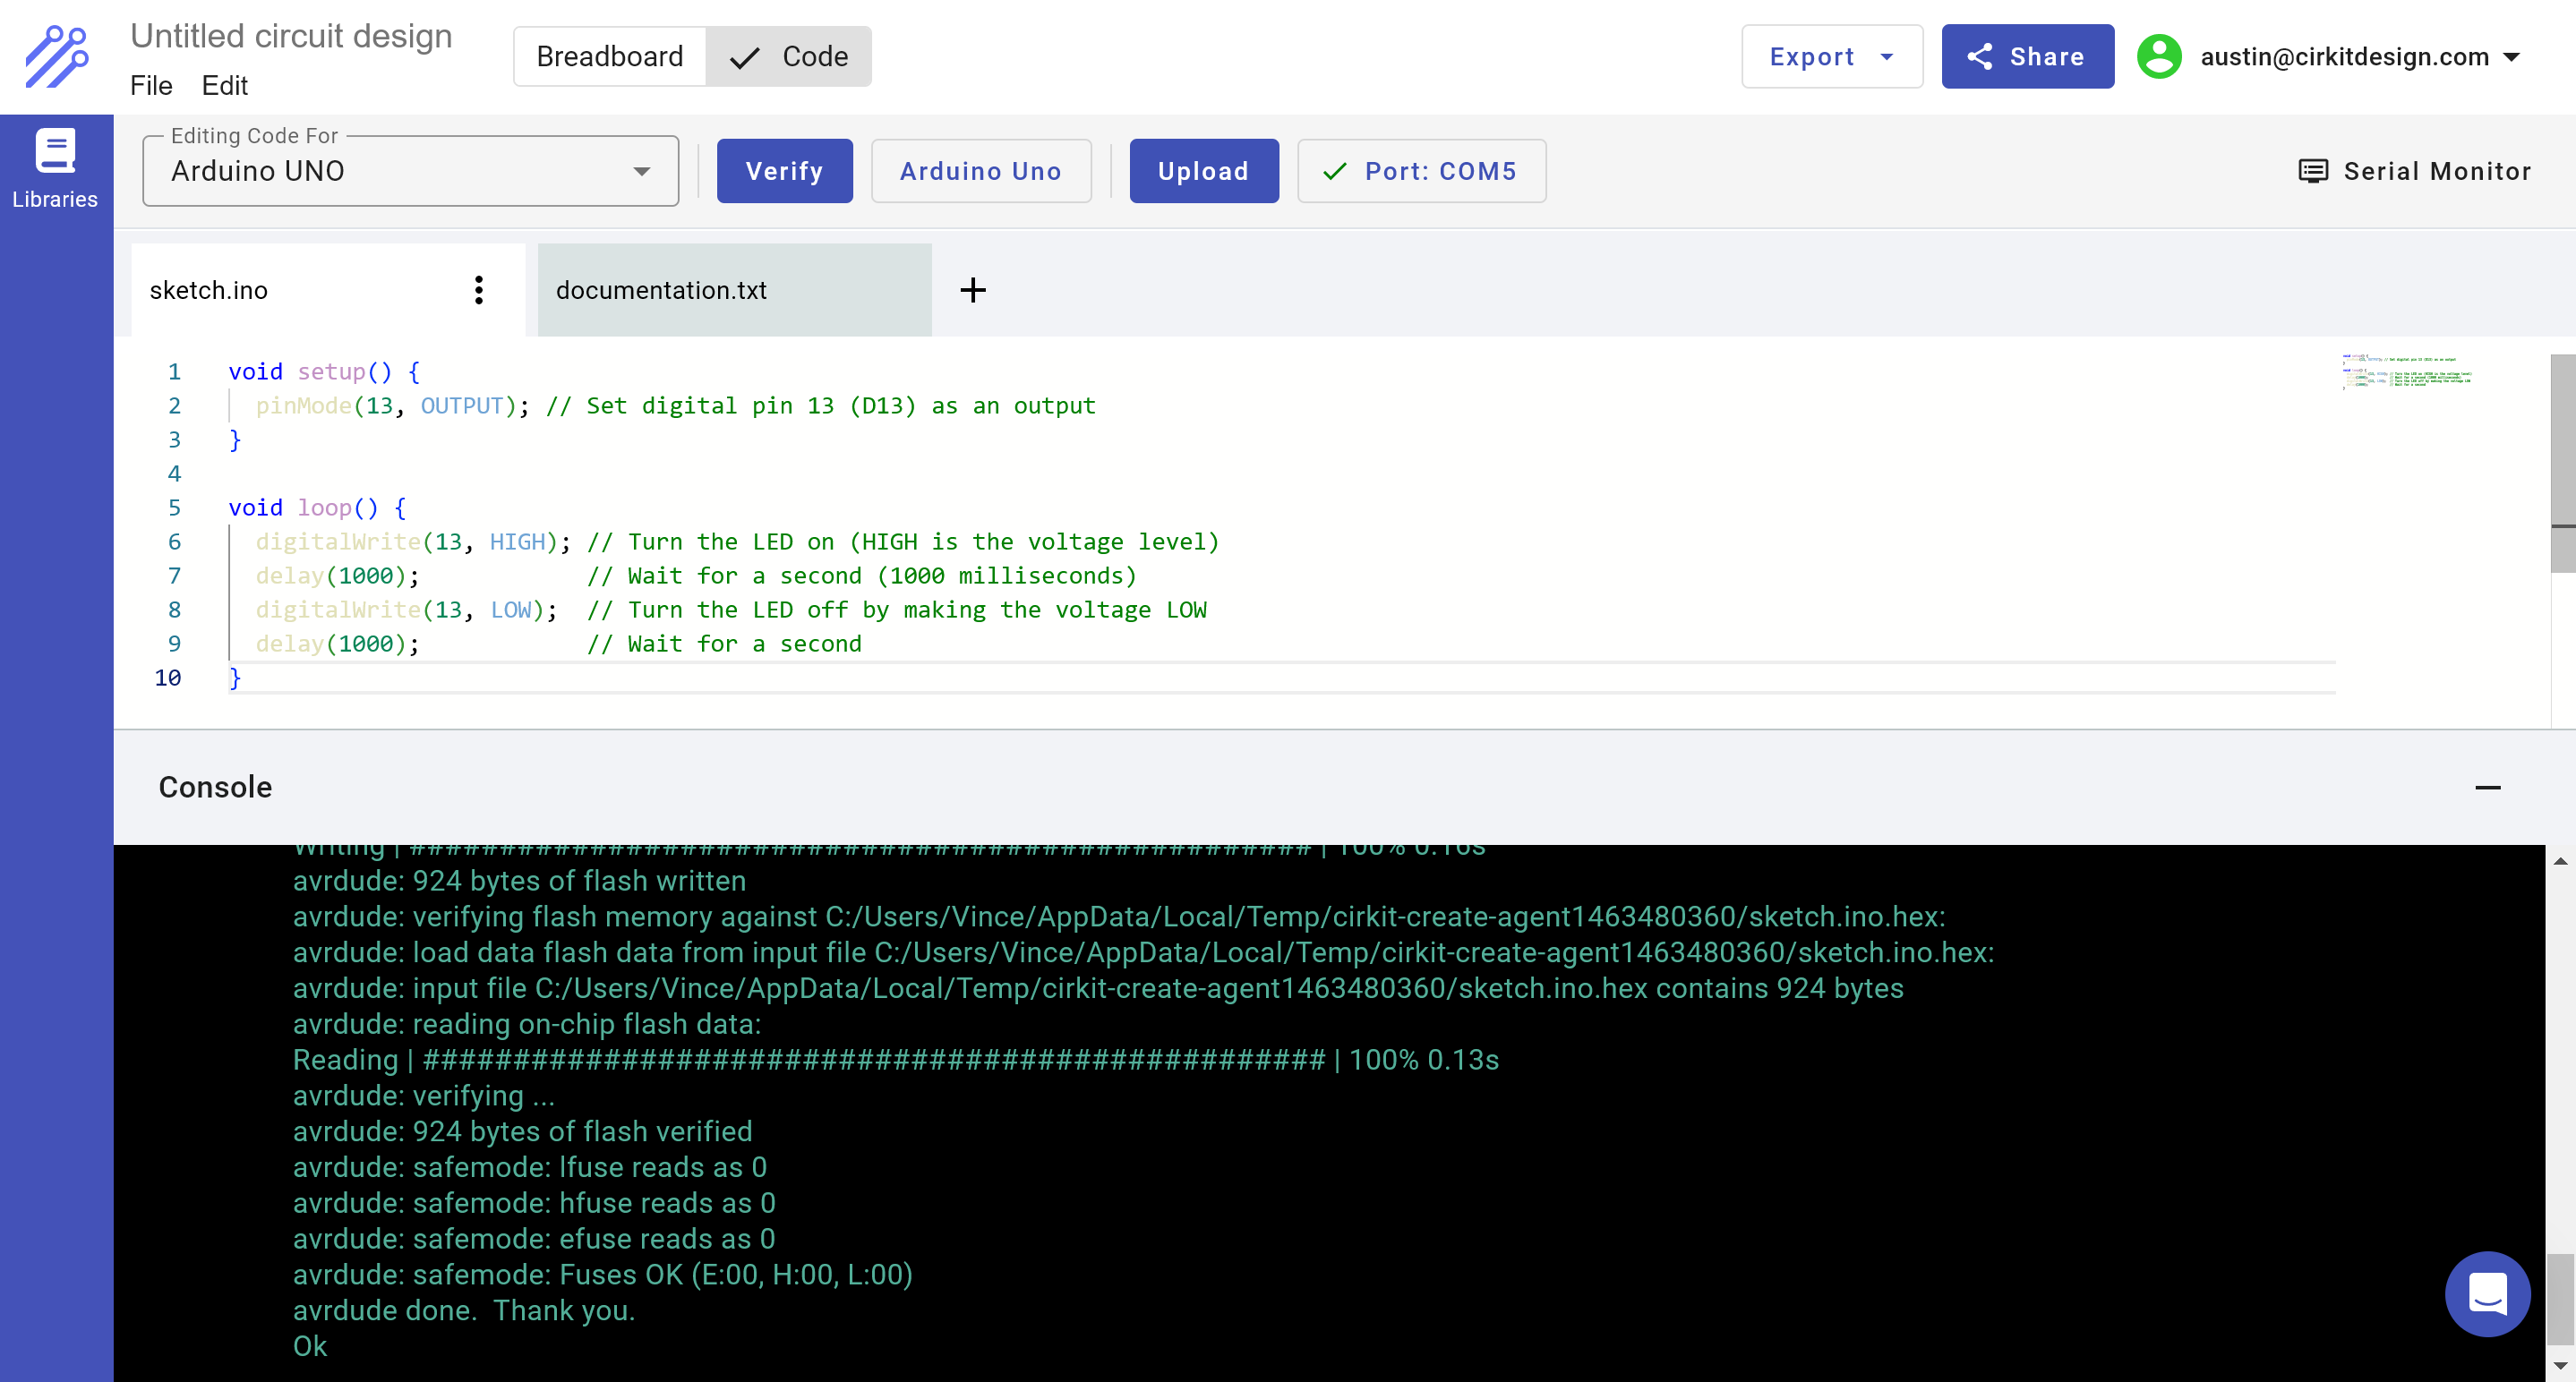 Untitled circuit design
File Edit
Breadboard Code
Export Share austin@cirkitdesign.com
Libraries
Editing Code For
Arduino UNO
Verify Arduino Uno Upload Port: COM5 Serial Monitor
sketch.ino documentation.txt +
1 void setup() {
2 pinMode(13, OUTPUT); // Set digital pin 13 (D13) as an output
3 }
4
5 void loop() {
6 digitalWrite(13, HIGH); // Turn the LED on (HIGH is the voltage level)
7 delay(1000); // Wait for a second (1000 milliseconds)
8 digitalWrite(13, LOW); // Turn the LED off by making the voltage LOW
9 delay(1000); // Wait for a second
10 }
Console
Writing | ################################################## | 100% 0.16s
avrdude: 924 bytes of flash written
avrdude: verifying flash memory against C:/Users/Vince/AppData/Local/Temp/cirkit-create-agent1463480360/sketch.ino.hex:
avrdude: load data flash data from input file C:/Users/Vince/AppData/Local/Temp/cirkit-create-agent1463480360/sketch.ino.hex:
avrdude: input file C:/Users/Vince/AppData/Local/Temp/cirkit-create-agent1463480360/sketch.ino.hex contains 924 bytes
avrdude: reading on-chip flash data:
Reading | ################################################## | 100% 0.13s
avrdude: verifying ...
avrdude: 924 bytes of flash verified
avrdude: safemode: lfuse reads as 0
avrdude: safemode: hfuse reads as 0
avrdude: safemode: efuse reads as 0
avrdude: safemode: Fuses OK (E:00, H:00, L:00)
avrdude done.  Thank you.
Ok